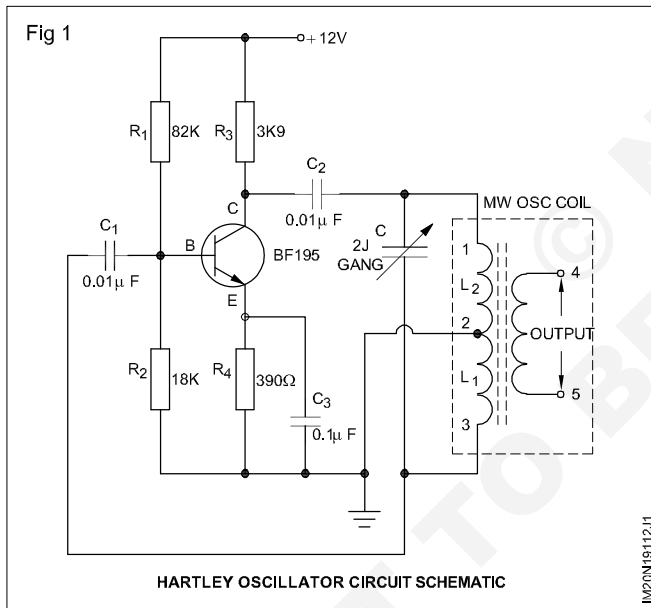 Fig 1
+ 12V
R1 82K
R3 3K9
C2
0.01µ F
MW OSC COIL
C1
0.01µ F
B
C
E
BF195
C
2J
GANG
1
L2
2
L1
3
4
OUTPUT
5
R2 18K
R4 390Ω
C3
0.1µ F
HARTLEY OSCILLATOR CIRCUIT SCHEMATIC
IM20N19112J1